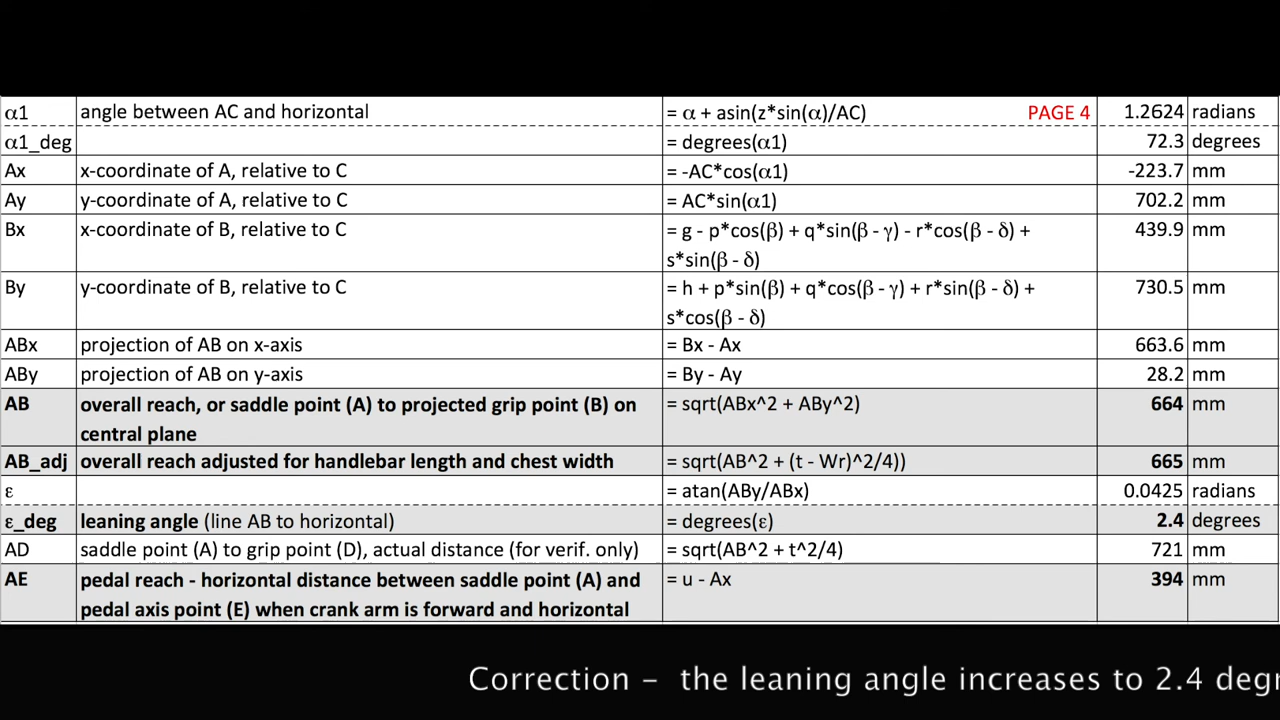 α1 angle between AC and horizontal = α + asin(z*sin(α)/AC) PAGE 4 1.2624 radians
α1_deg = degrees(α1) 72.3 degrees
Ax x-coordinate of A, relative to C = -AC*cos(α1) -223.7 mm
Ay y-coordinate of A, relative to C = AC*sin(α1) 702.2 mm
Bx x-coordinate of B, relative to C = g - p*cos(β) + q*sin(β - γ) - r*cos(β - δ) + 439.9 mm
s*sin(β - δ)
By y-coordinate of B, relative to C = h + p*sin(β) + q*cos(β - γ) + r*sin(β - δ) + 730.5 mm
s*cos(β - δ)
ABx projection of AB on x-axis = Bx - Ax 663.6 mm
ABy projection of AB on y-axis = By - Ay 28.2 mm
AB overall reach, or saddle point (A) to projected grip point (B) on = sqrt(ABx^2 + ABy^2) 664 mm
central plane
AB_adj overall reach adjusted for handlebar length and chest width = sqrt(AB^2 + (t - Wr)^2/4)) 665 mm
ε = atan(ABy/ABx) 0.0425 radians
ε_deg leaning angle (line AB to horizontal) = degrees(ε) 2.4 degrees
AD saddle point (A) to grip point (D), actual distance (for verif. only) = sqrt(AB^2 + t^2/4) 721 mm
AE pedal reach - horizontal distance between saddle point (A) and = u - Ax 394 mm
pedal axis point (E) when crank arm is forward and horizontal
Correction - the leaning angle increases to 2.4 degr